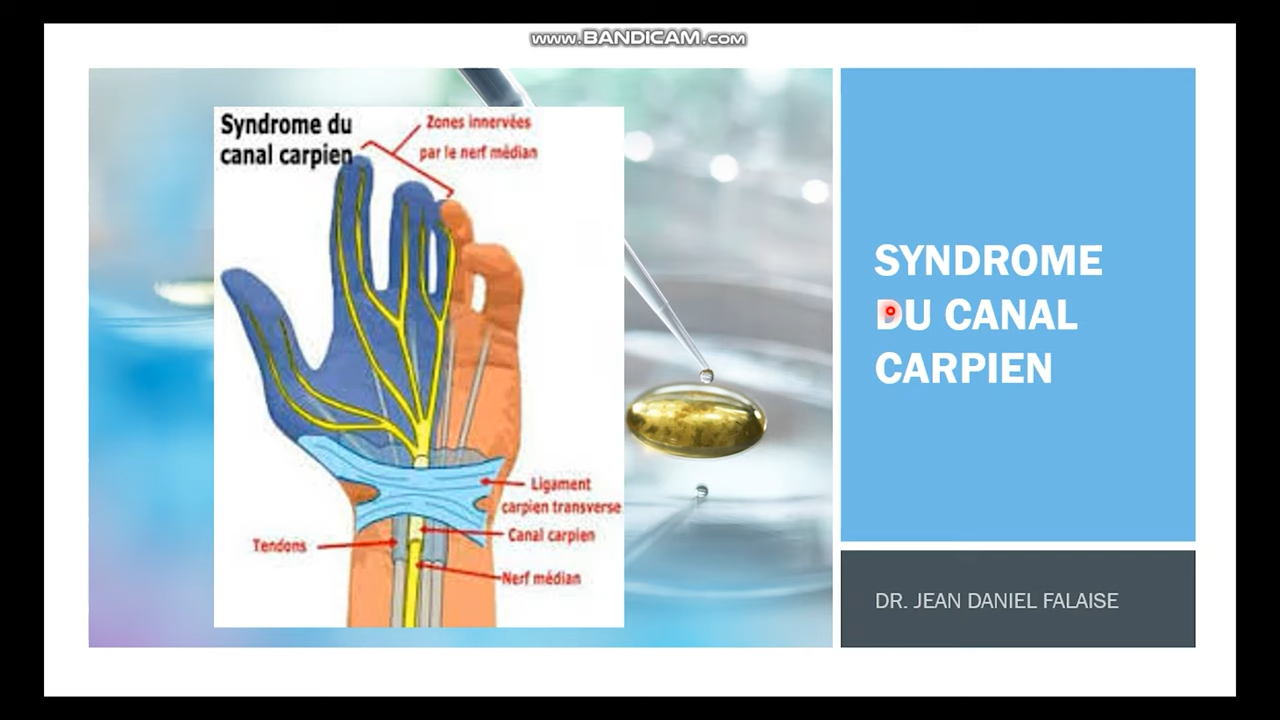 www.BANDICAM.com
Syndrome du
canal carpien
Zones innervées
par le nerf médian
Ligament
carpien transverse
Canal carpien
Tendons
Nerf médian
SYNDROME
DU CANAL
CARPIEN
DR. JEAN DANIEL FALAISE